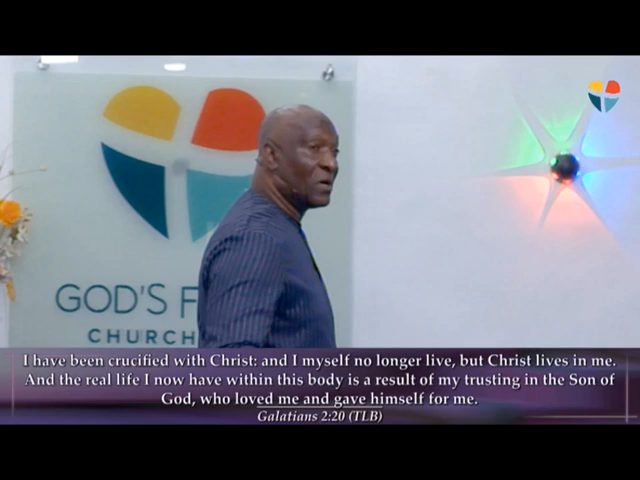 GOD'S F
CHURCH
I have been crucified with Christ: and I myself no longer live, but Christ lives in me.
And the real life I now have within this body is a result of my trusting in the Son of
God, who loved me and gave himself for me.
Galatians 2:20 (TLB)